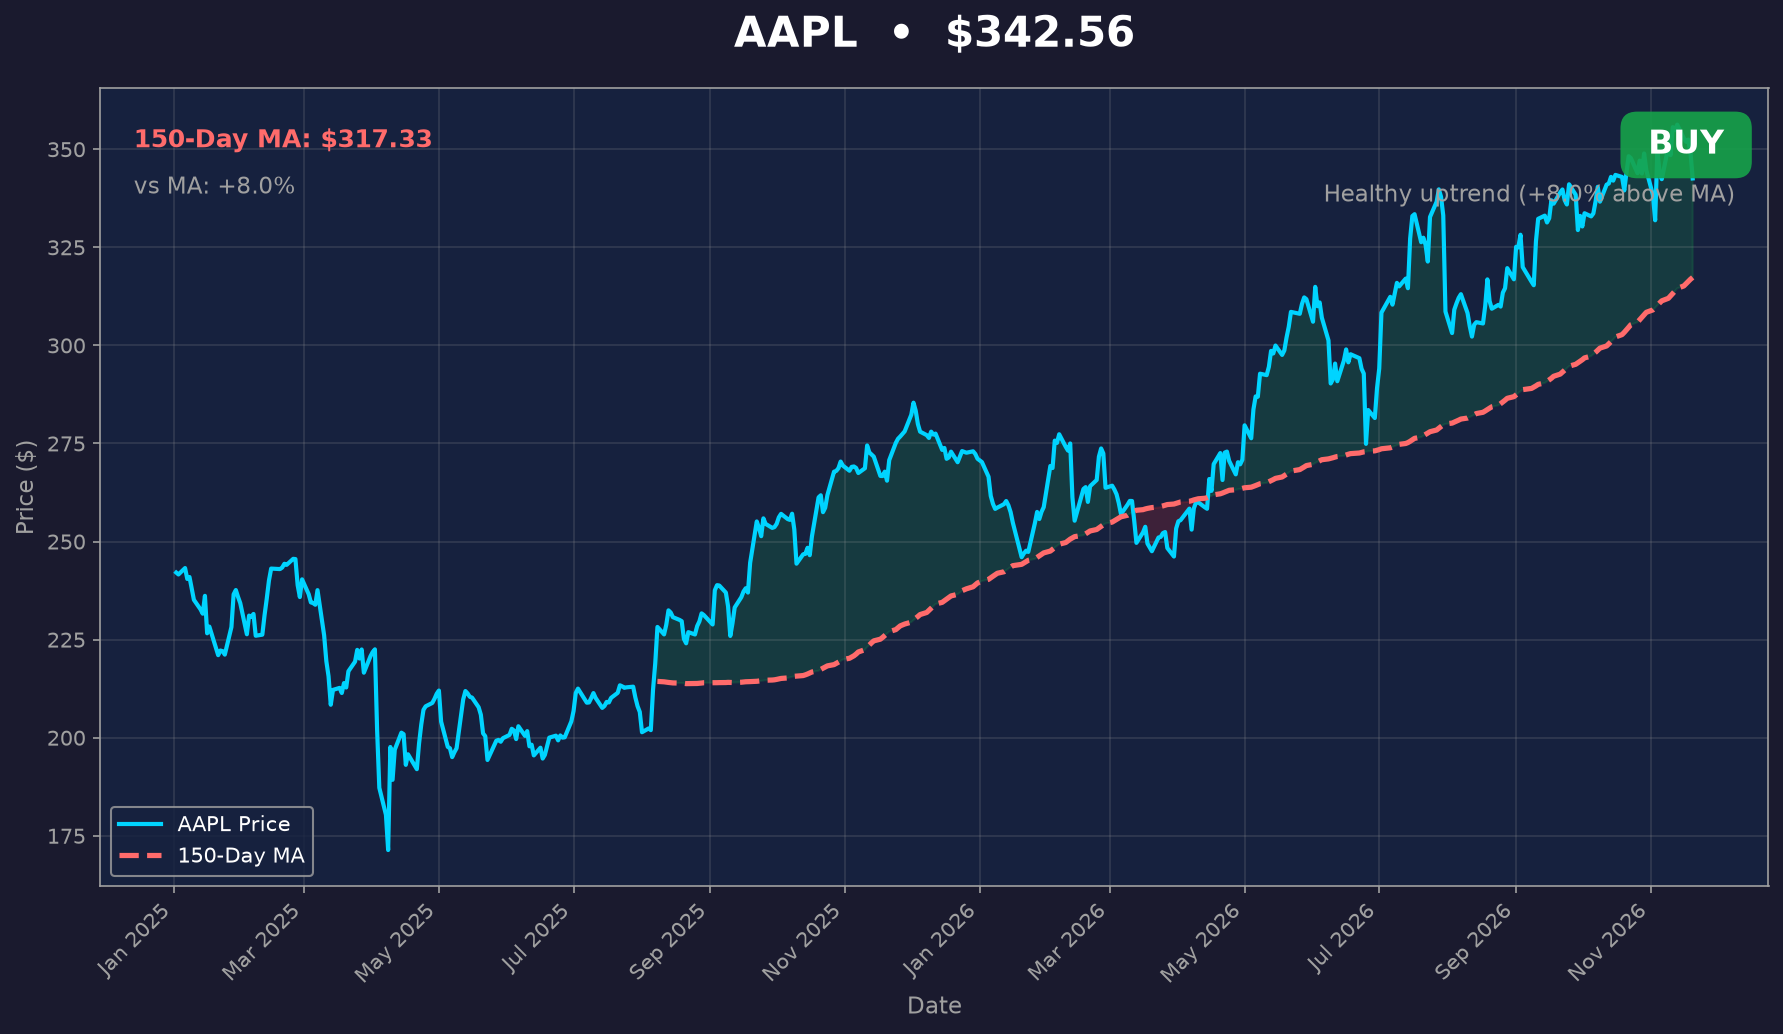 AAPL • $342.56
150-Day MA: $317.33
vs MA: +8.0%
BUY
Healthy uptrend (+8.0% above MA)
Price ($)
350
325
300
275
250
225
200
175
AAPL Price
150-Day MA
Jan 2025
Mar 2025
May 2025
Jul 2025
Sep 2025
Nov 2025
Jan 2026
Mar 2026
May 2026
Jul 2026
Sep 2026
Nov 2026
Date